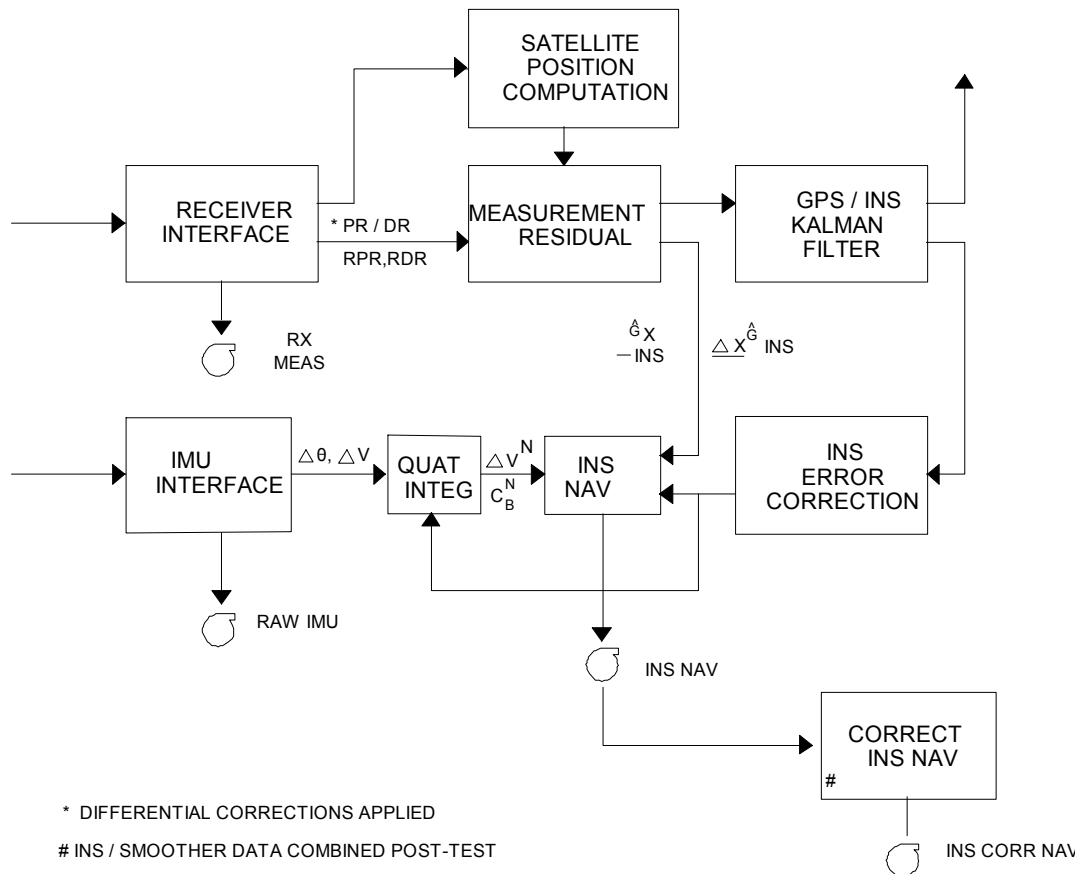 SATELLITE
POSITION
COMPUTATION
RECEIVER
INTERFACE
* PR / DR
RPR,RDR
MEASUREMENT
RESIDUAL
GPS / INS
KALMAN
FILTER
RX
MEAS
Ĝ X
— INS
△ X Ĝ INS
IMU
INTERFACE
△θ, △V
QUAT
INTEG
△V^N
C_B^N
INS
NAV
INS
ERROR
CORRECTION
RAW IMU
INS NAV
CORRECT
INS NAV
#
* DIFFERENTIAL CORRECTIONS APPLIED
# INS / SMOOTHER DATA COMBINED POST-TEST
INS CORR NAV